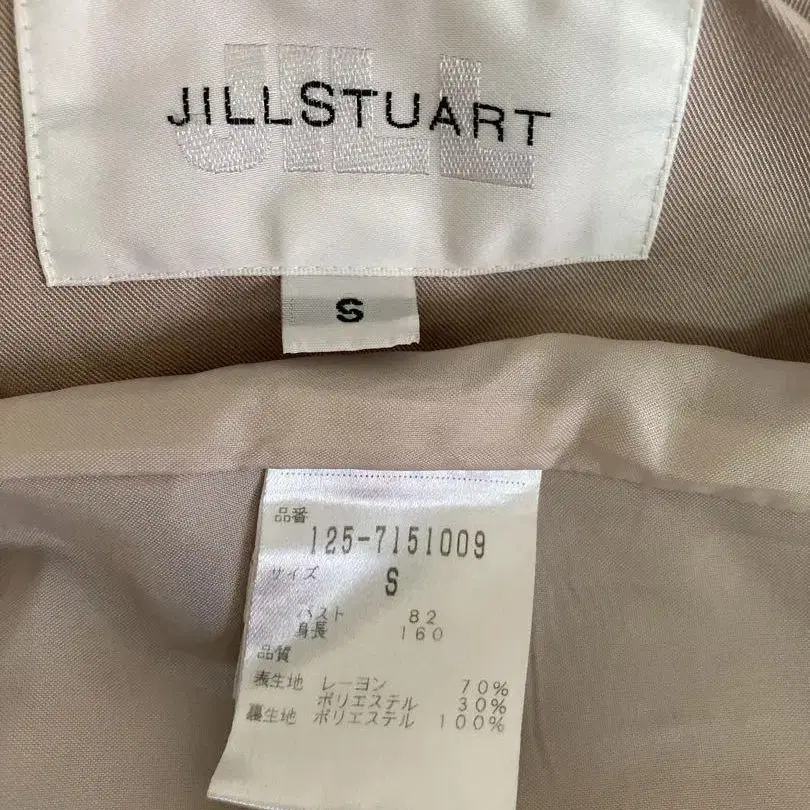 JILL
JILLSTUART
S
品番
125-7151009
サイズ
S
バスト 82
身長 160
品質
表生地 レーヨン 70%
ポリエステル 30%
裏生地 ポリエステル 100%